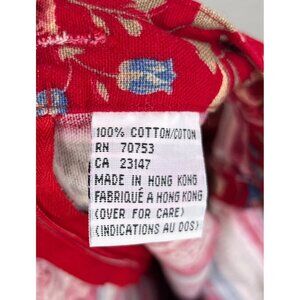 100% COTTON/COTON
RN 70753
CA 23147
MADE IN HONG KONG
FABRIQUÉ A HONG KONG
(OVER FOR CARE)
(INDICATIONS AU DOS)